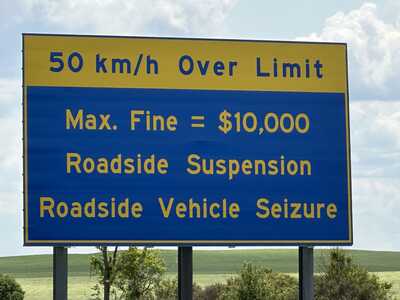 50 km/h Over Limit
Max. Fine = $10,000
Roadside Suspension
Roadside Vehicle Seizure